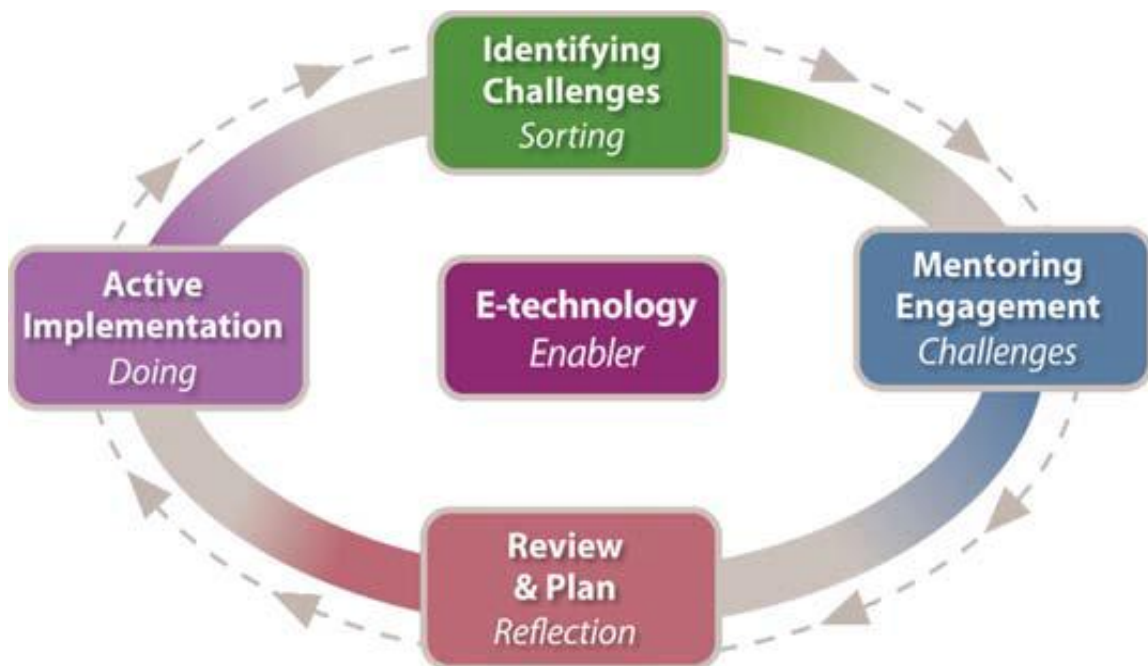 Identifying
Challenges
Sorting
Mentoring
Engagement
Challenges
Review
& Plan
Reflection
Active
Implementation
Doing
E-technology
Enabler